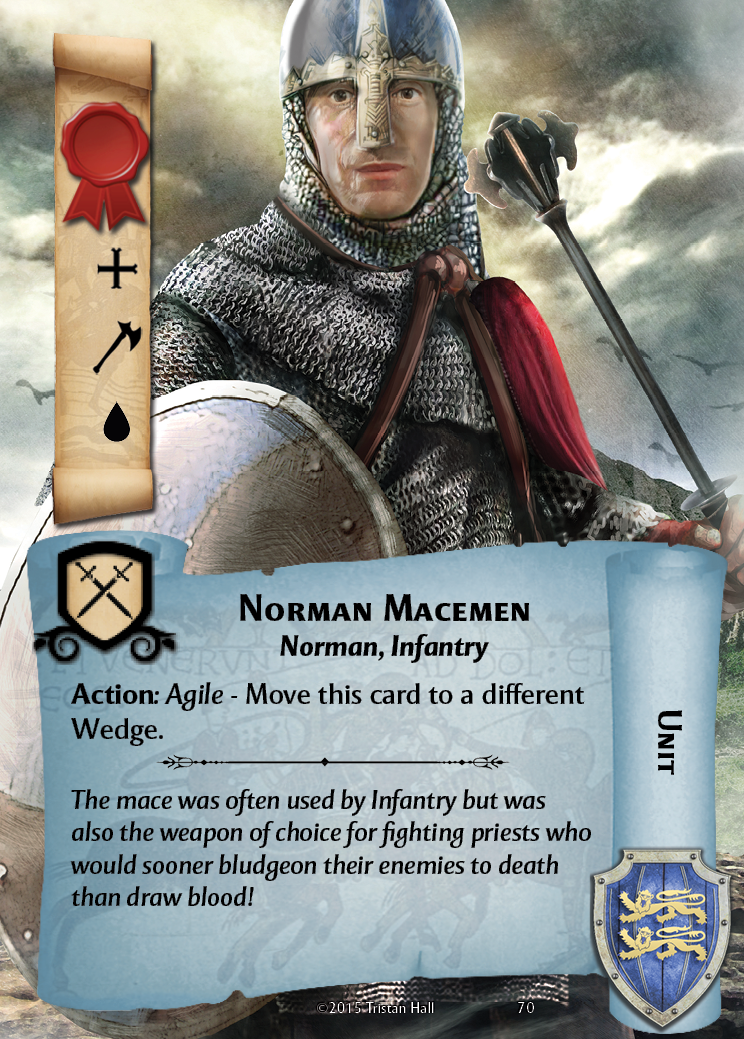 Norman Macemen
Norman, Infantry
Action: Agile - Move this card to a different
Wedge.
The mace was often used by Infantry but was
also the weapon of choice for fighting priests who
would sooner bludgeon their enemies to death
than draw blood!
Unit
©2015 Tristan Hall
70